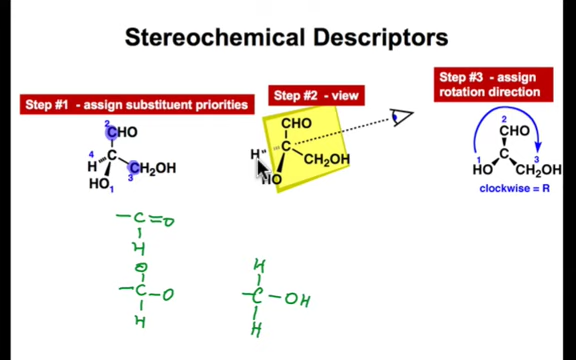 Stereochemical Descriptors
Step #1 - assign substituent priorities
Step #2 - view
Step #3 - assign
rotation direction
2
CHO
4
C
H
CH2OH
3
HO
1
CHO
C
H
CH2OH
HO
2
CHO
C
1
3
HO
CH2OH
clockwise = R
C=O
H
O
C-O
H
H
C-OH
H